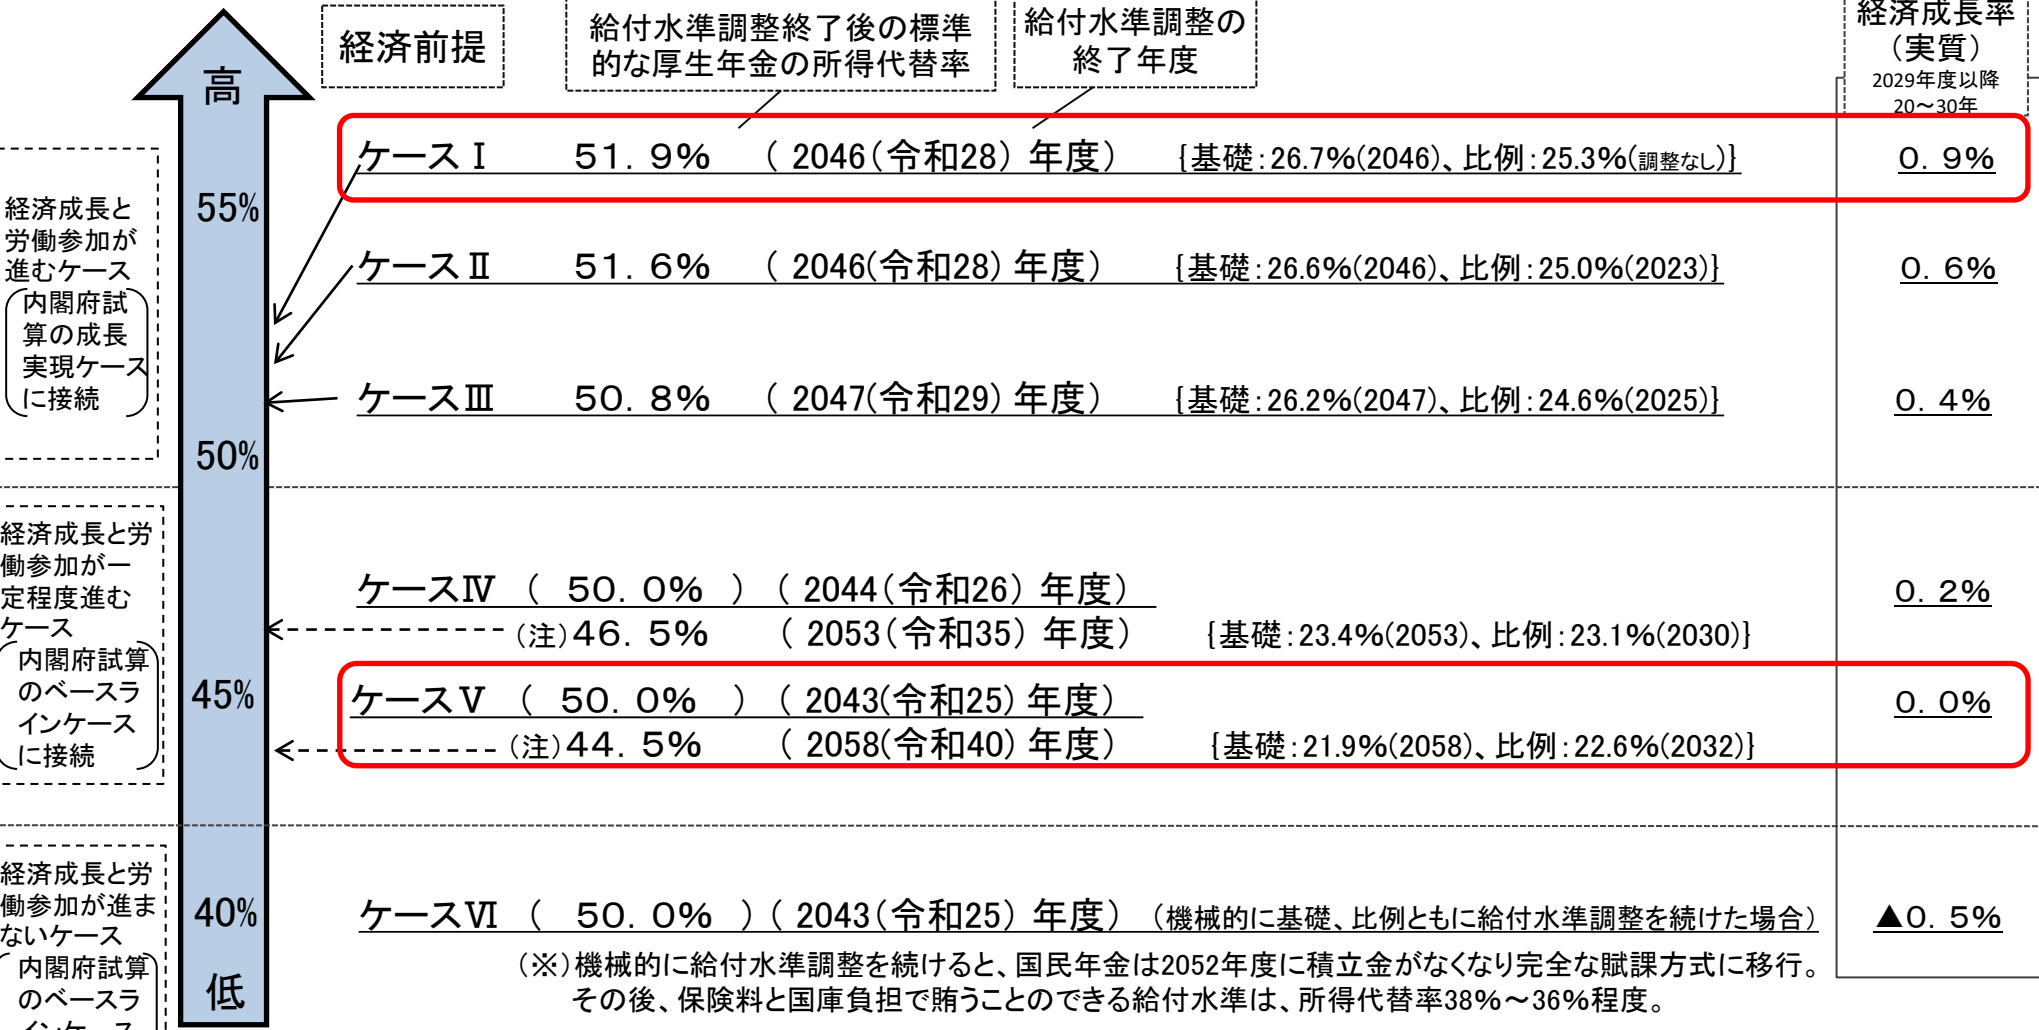 経済前提
給付水準調整終了後の標準
的な厚生年金の所得代替率
給付水準調整の
終了年度
経済成長率
（実質）
2029年度以降
20～30年
高
55%
50%
45%
40%
低
経済成長と
労働参加が
進むケース
内閣府試
算の成長
実現ケース
に接続
ケースⅠ 51．9% （ 2046（令和28）年度） {基礎：26.7%(2046)、比例：25.3%(調整なし)} 0．9%
ケースⅡ 51．6% （ 2046(令和28）年度） {基礎：26.6%(2046)、比例：25.0%(2023)} 0．6%
ケースⅢ 50．8% （ 2047(令和29）年度） {基礎：26.2%(2047)、比例：24.6%(2025)} 0．4%
経済成長と労
働参加が一
定程度進む
ケース
内閣府試算
のベースラ
インケース
に接続
ケースⅣ （ 50．0% ） （ 2044（令和26）年度） 0．2%
（注）46．5% （ 2053（令和35）年度） {基礎：23.4%(2053)、比例：23.1%(2030)}
ケースⅤ （ 50．0% ） （ 2043(令和25）年度） 0．0%
（注）44．5% （ 2058(令和40）年度） {基礎：21.9%(2058)、比例：22.6%(2032)}
経済成長と労
働参加が進ま
ないケース
内閣府試算
のベースラ
インケース
ケースⅥ （ 50．0% ）（ 2043（令和25）年度） （機械的に基礎、比例ともに給付水準調整を続けた場合） ▲0．5%
（※）機械的に給付水準調整を続けると、国民年金は2052年度に積立金がなくなり完全な賦課方式に移行。
その後、保険料と国庫負担で賄うことのできる給付水準は、所得代替率38%～36%程度。